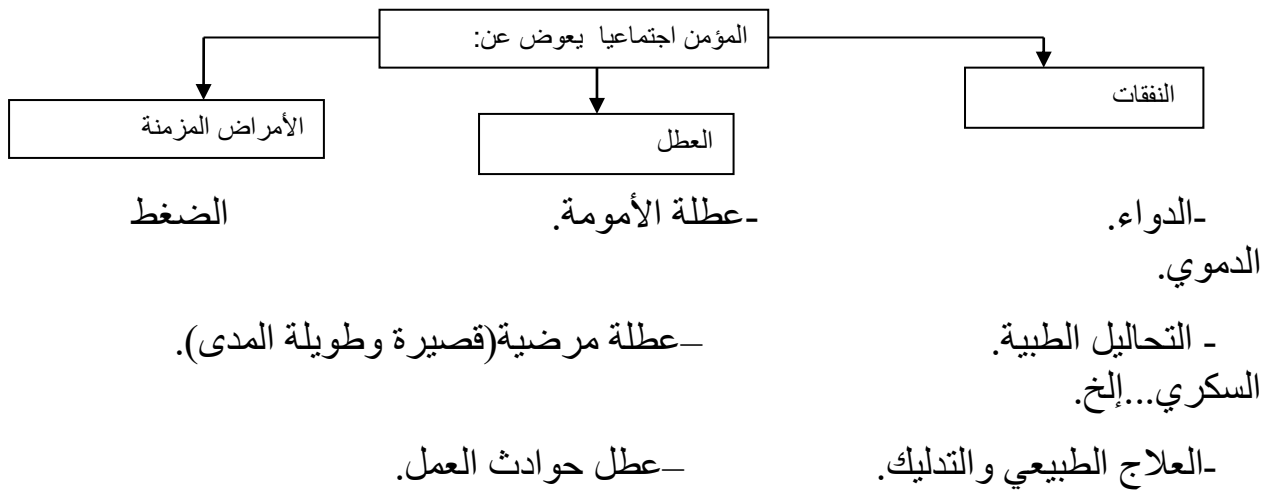 المؤمن اجتماعيا يعوض عن:
النفقات
العطل
الأمراض المزمنة
-الدواء. -عطلة الأمومة. الضغط
الدموي.
- التحاليل الطبية. –عطلة مرضية(قصيرة وطويلة المدى).
السكري...إلخ.
-العلاج الطبيعي والتدليك. –عطل حوادث العمل.